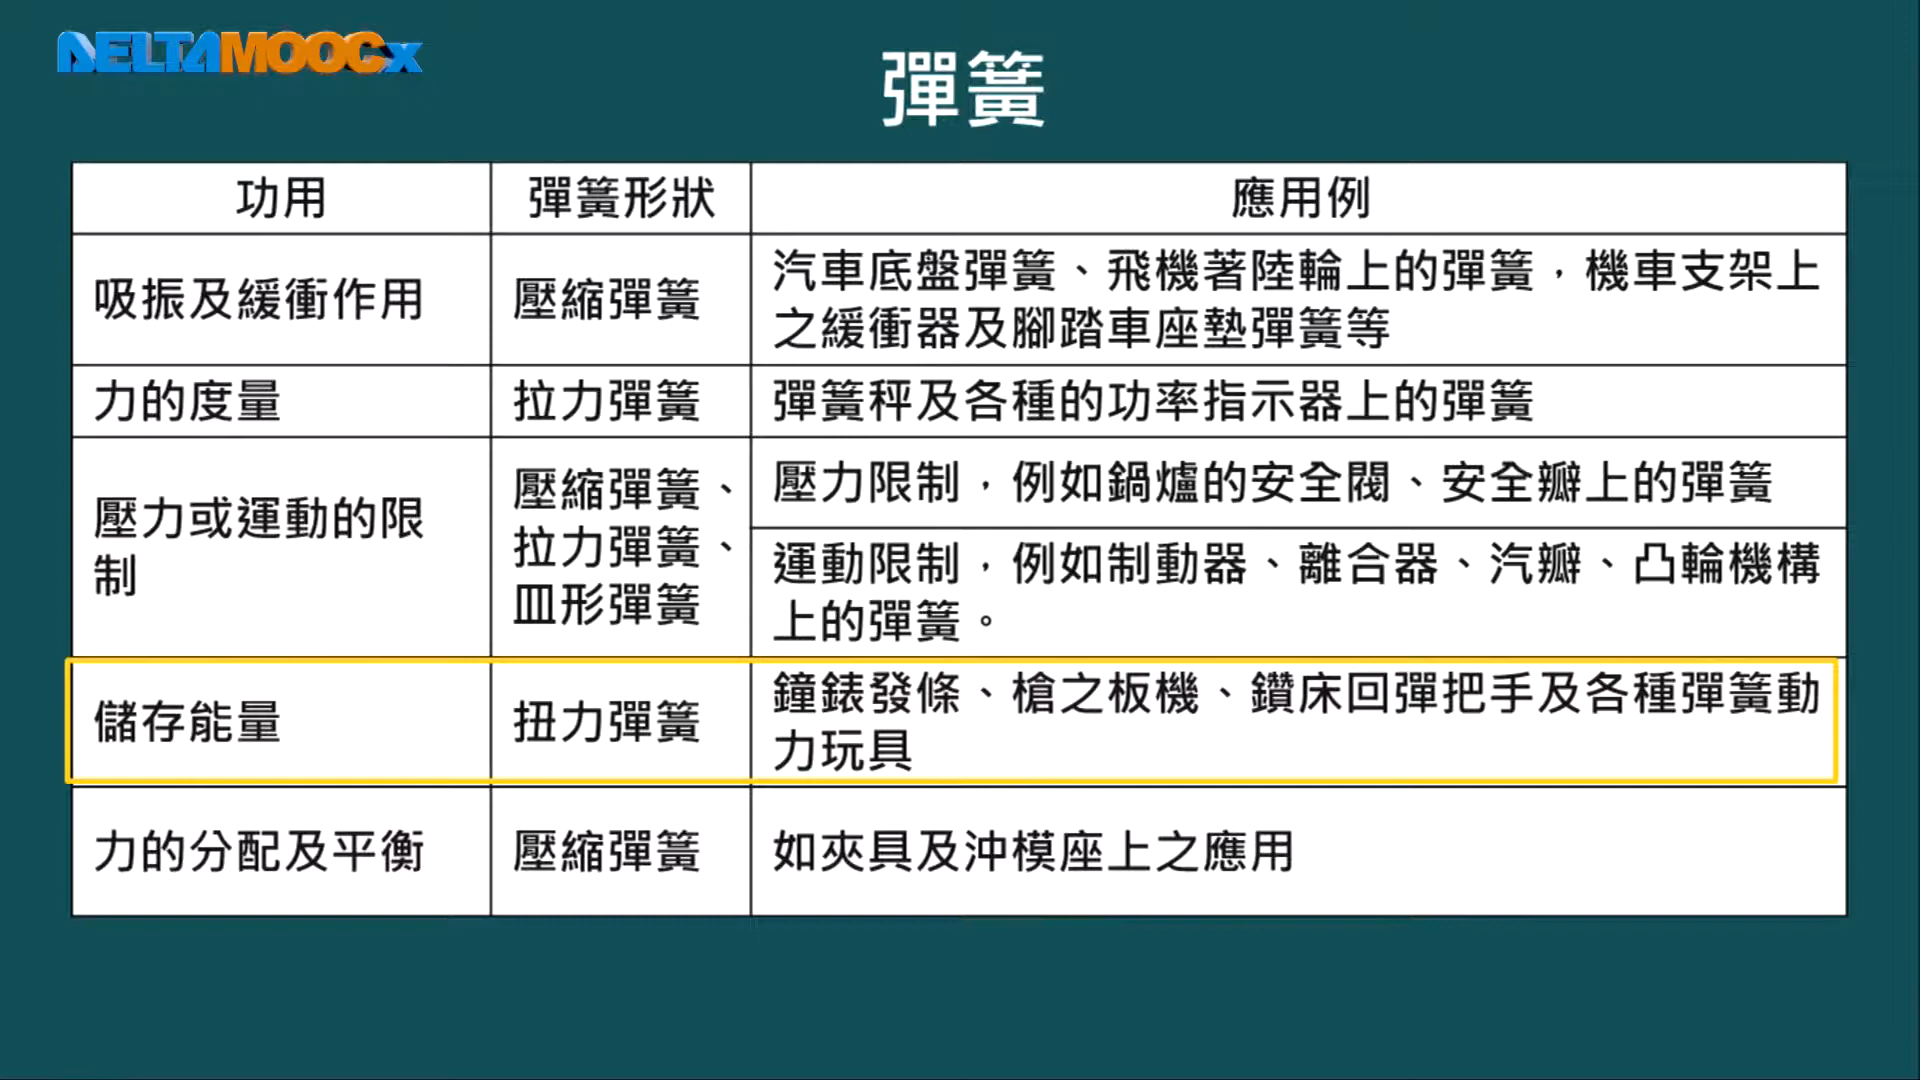 DELTAMOOCx
彈簧
功用
彈簧形狀
應用例
吸振及緩衝作用
壓縮彈簧
汽車底盤彈簧、飛機著陸輪上的彈簧，機車支架上
之緩衝器及腳踏車座墊彈簧等
力的度量
拉力彈簧
彈簧秤及各種的功率指示器上的彈簧
壓力或運動的限
制
壓縮彈簧、
拉力彈簧、
皿形彈簧
壓力限制，例如鍋爐的安全閥、安全瓣上的彈簧
運動限制，例如制動器、離合器、汽瓣、凸輪機構
上的彈簧。
儲存能量
扭力彈簧
鐘錶發條、槍之板機、鑽床回彈把手及各種彈簧動
力玩具
力的分配及平衡
壓縮彈簧
如夾具及沖模座上之應用